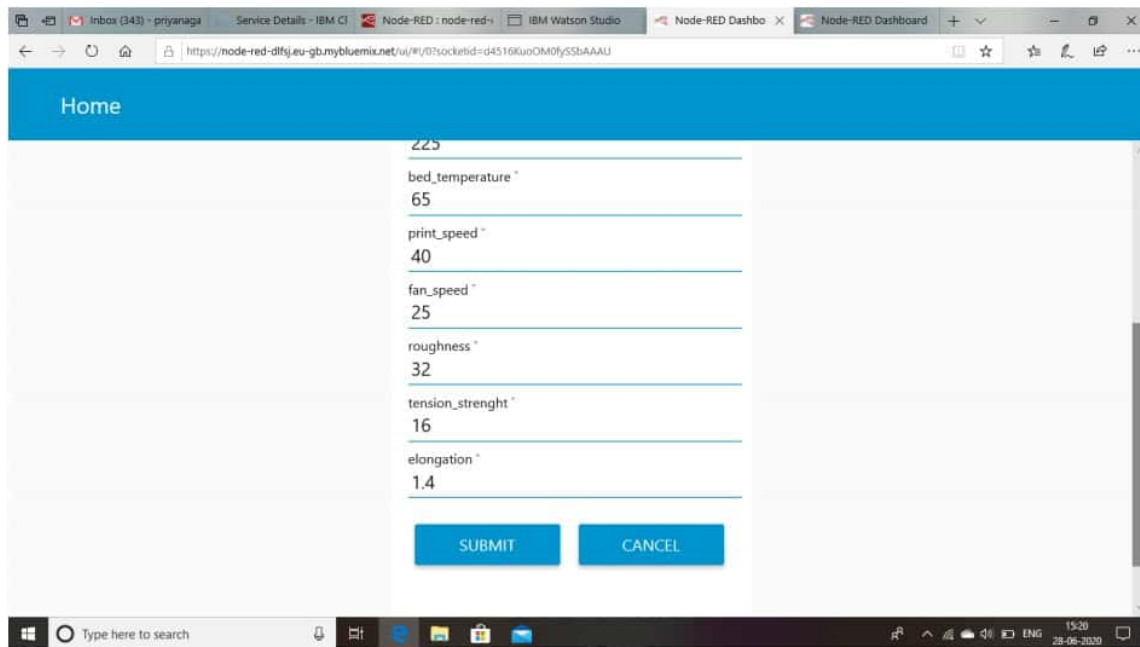 Inbox (343) - priyanaga
Service Details - IBM Cl
Node-RED : node-red-
IBM Watson Studio
Node-RED Dashbo
Node-RED Dashboard
https://node-red-dlfsj.eu-gb.mybluemix.net/ui/#!/0?socketid=d4516KuoOM0fySSbAAAU
Home
225
bed_temperature *
65
print_speed *
40
fan_speed *
25
roughness *
32
tension_strenght *
16
elongation *
1.4
SUBMIT
CANCEL
Type here to search
ENG
15:20
28-06-2020